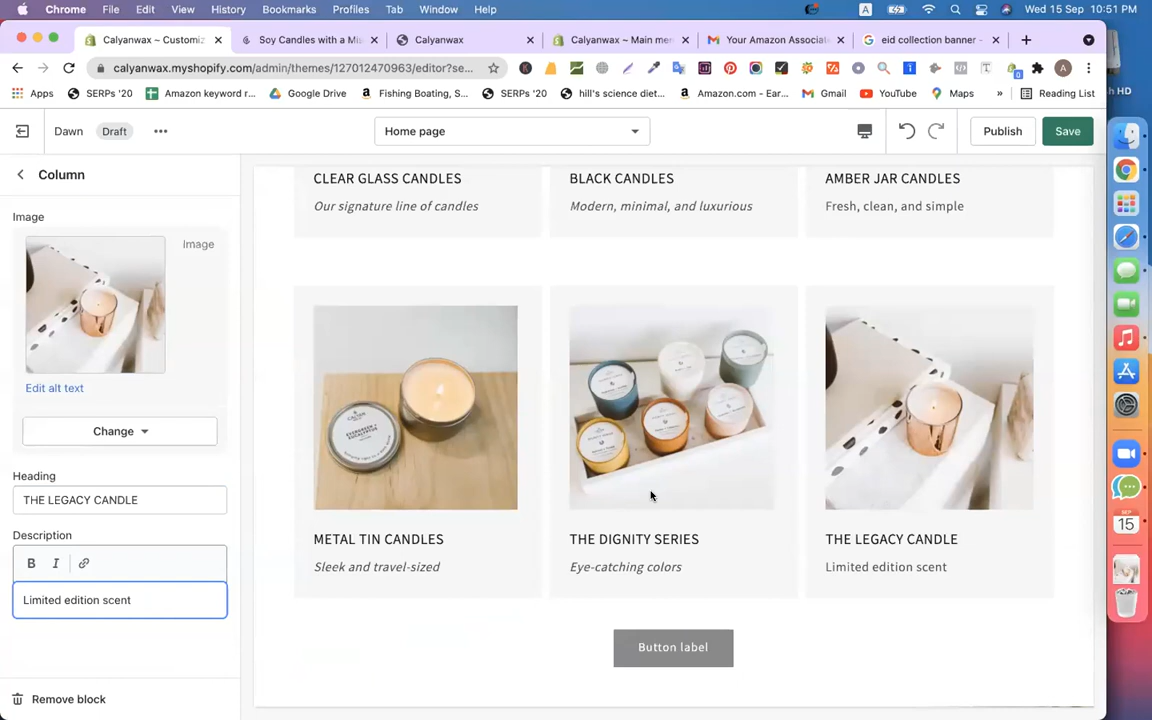 Chrome File Edit View History Bookmarks Profiles Tab Window Help A Wed 15 Sep 10:51 PM
Calyanwax ~ Customiz
Soy Candles with a Mis
Calyanwax
Calyanwax ~ Main men
Your Amazon Associat
eid collection banner -
calyanwax.myshopify.com/admin/themes/127012470963/editor?se...
Apps SERPs '20 Amazon keyword r... Google Drive Fishing Boating, S... SERPs '20 hill's science diet... Amazon.com - Ear... Gmail YouTube Maps » Reading List
Dawn Draft Home page Publish Save
Column
Image
Image
Edit alt text
Change
Heading
THE LEGACY CANDLE
Description
B I
Limited edition scent
Remove block
CLEAR GLASS CANDLES
Our signature line of candles
BLACK CANDLES
Modern, minimal, and luxurious
AMBER JAR CANDLES
Fresh, clean, and simple
METAL TIN CANDLES
Sleek and travel-sized
THE DIGNITY SERIES
Eye-catching colors
THE LEGACY CANDLE
Limited edition scent
Button label
SEP
15